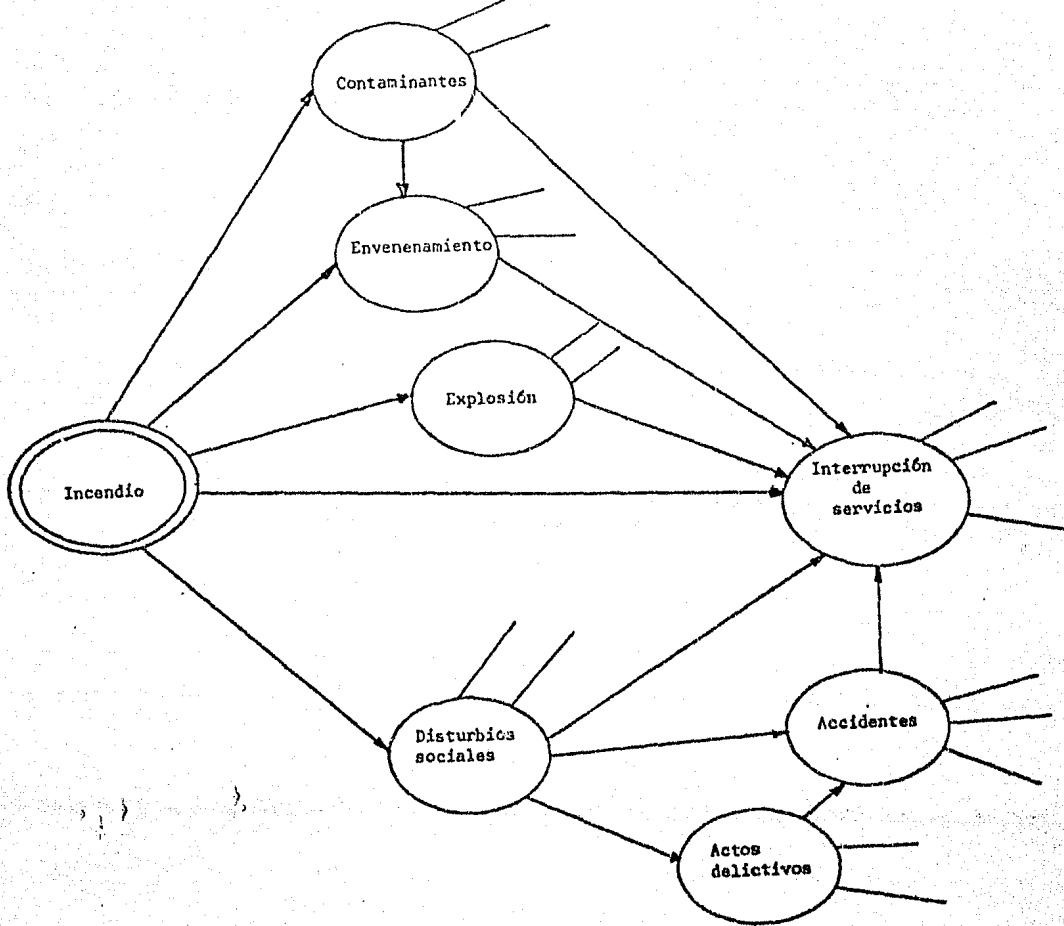 Contaminantes
Envenenamiento
Explosión
Incendio
Interrupción
de
servicios
Disturbios
sociales
Accidentes
Actos
delictivos